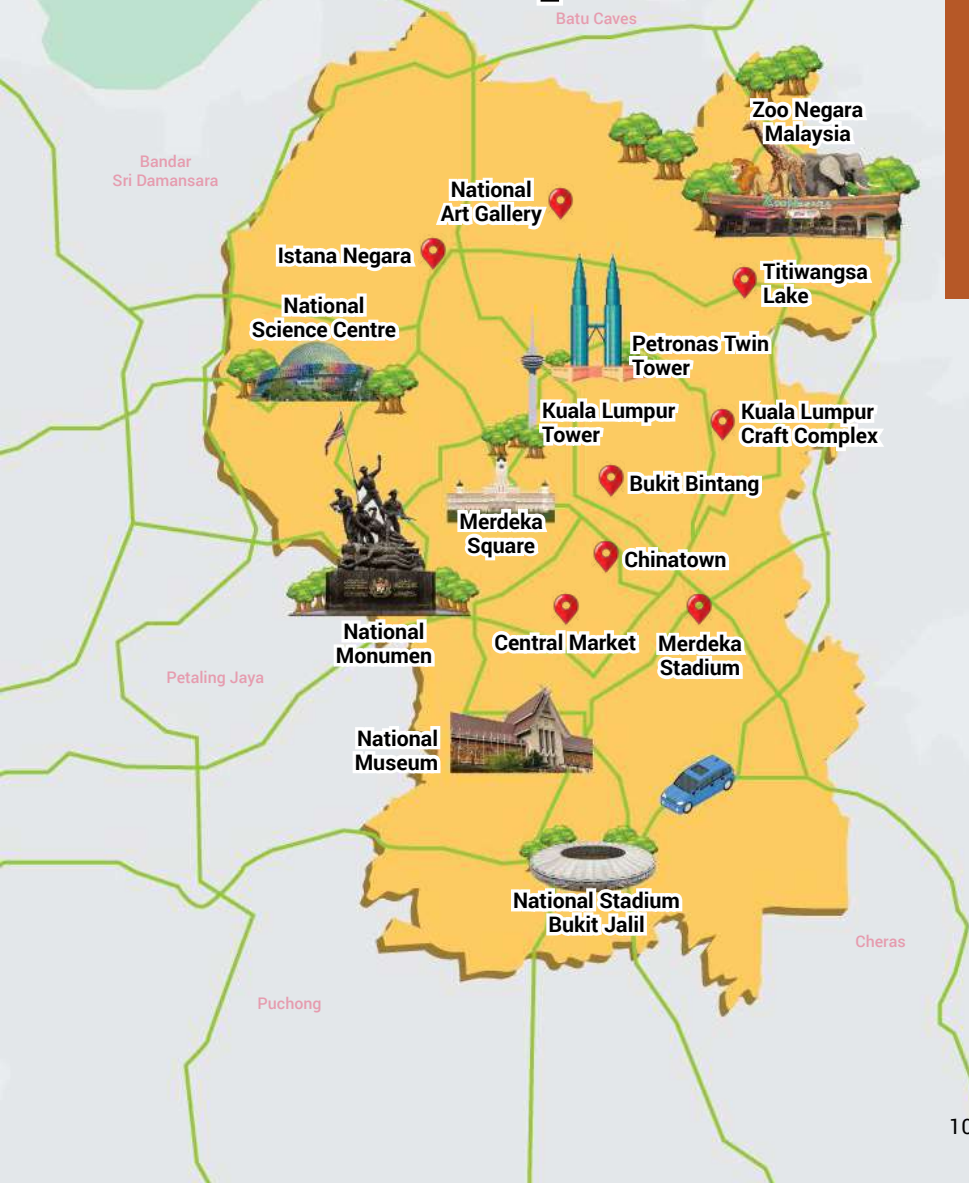 Batu Caves
Zoo Negara
Malaysia
Bandar
Sri Damansara
National
Art Gallery
Istana Negara
Titiwangsa
Lake
National
Science Centre
Petronas Twin
Tower
Kuala Lumpur
Tower
Kuala Lumpur
Craft Complex
Bukit Bintang
Merdeka
Square
Chinatown
National
Monumen
Central Market
Merdeka
Stadium
Petaling Jaya
National
Museum
National Stadium
Bukit Jalil
Cheras
Puchong
10